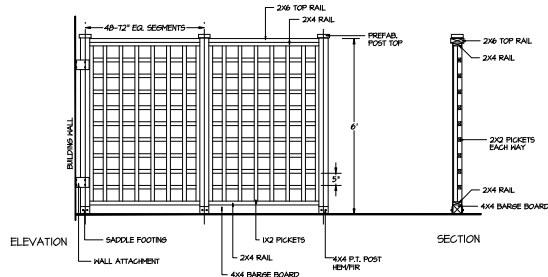 2X6 TOP RAIL
48-72" EQ. SEGMENTS
2X4 RAIL
PREFAB.
POST TOP
2X6 TOP RAIL
2X4 RAIL
BUILDING WALL
6'
2X2 PICKETS
EACH WAY
5"
2X4 RAIL
4X4 BARGE BOARD
ELEVATION
SADDLE FOOTING
1X2 PICKETS
4X4 P.T. POST
HEM/FIR
SECTION
WALL ATTACHMENT
2X4 RAIL
4X4 BARGE BOARD